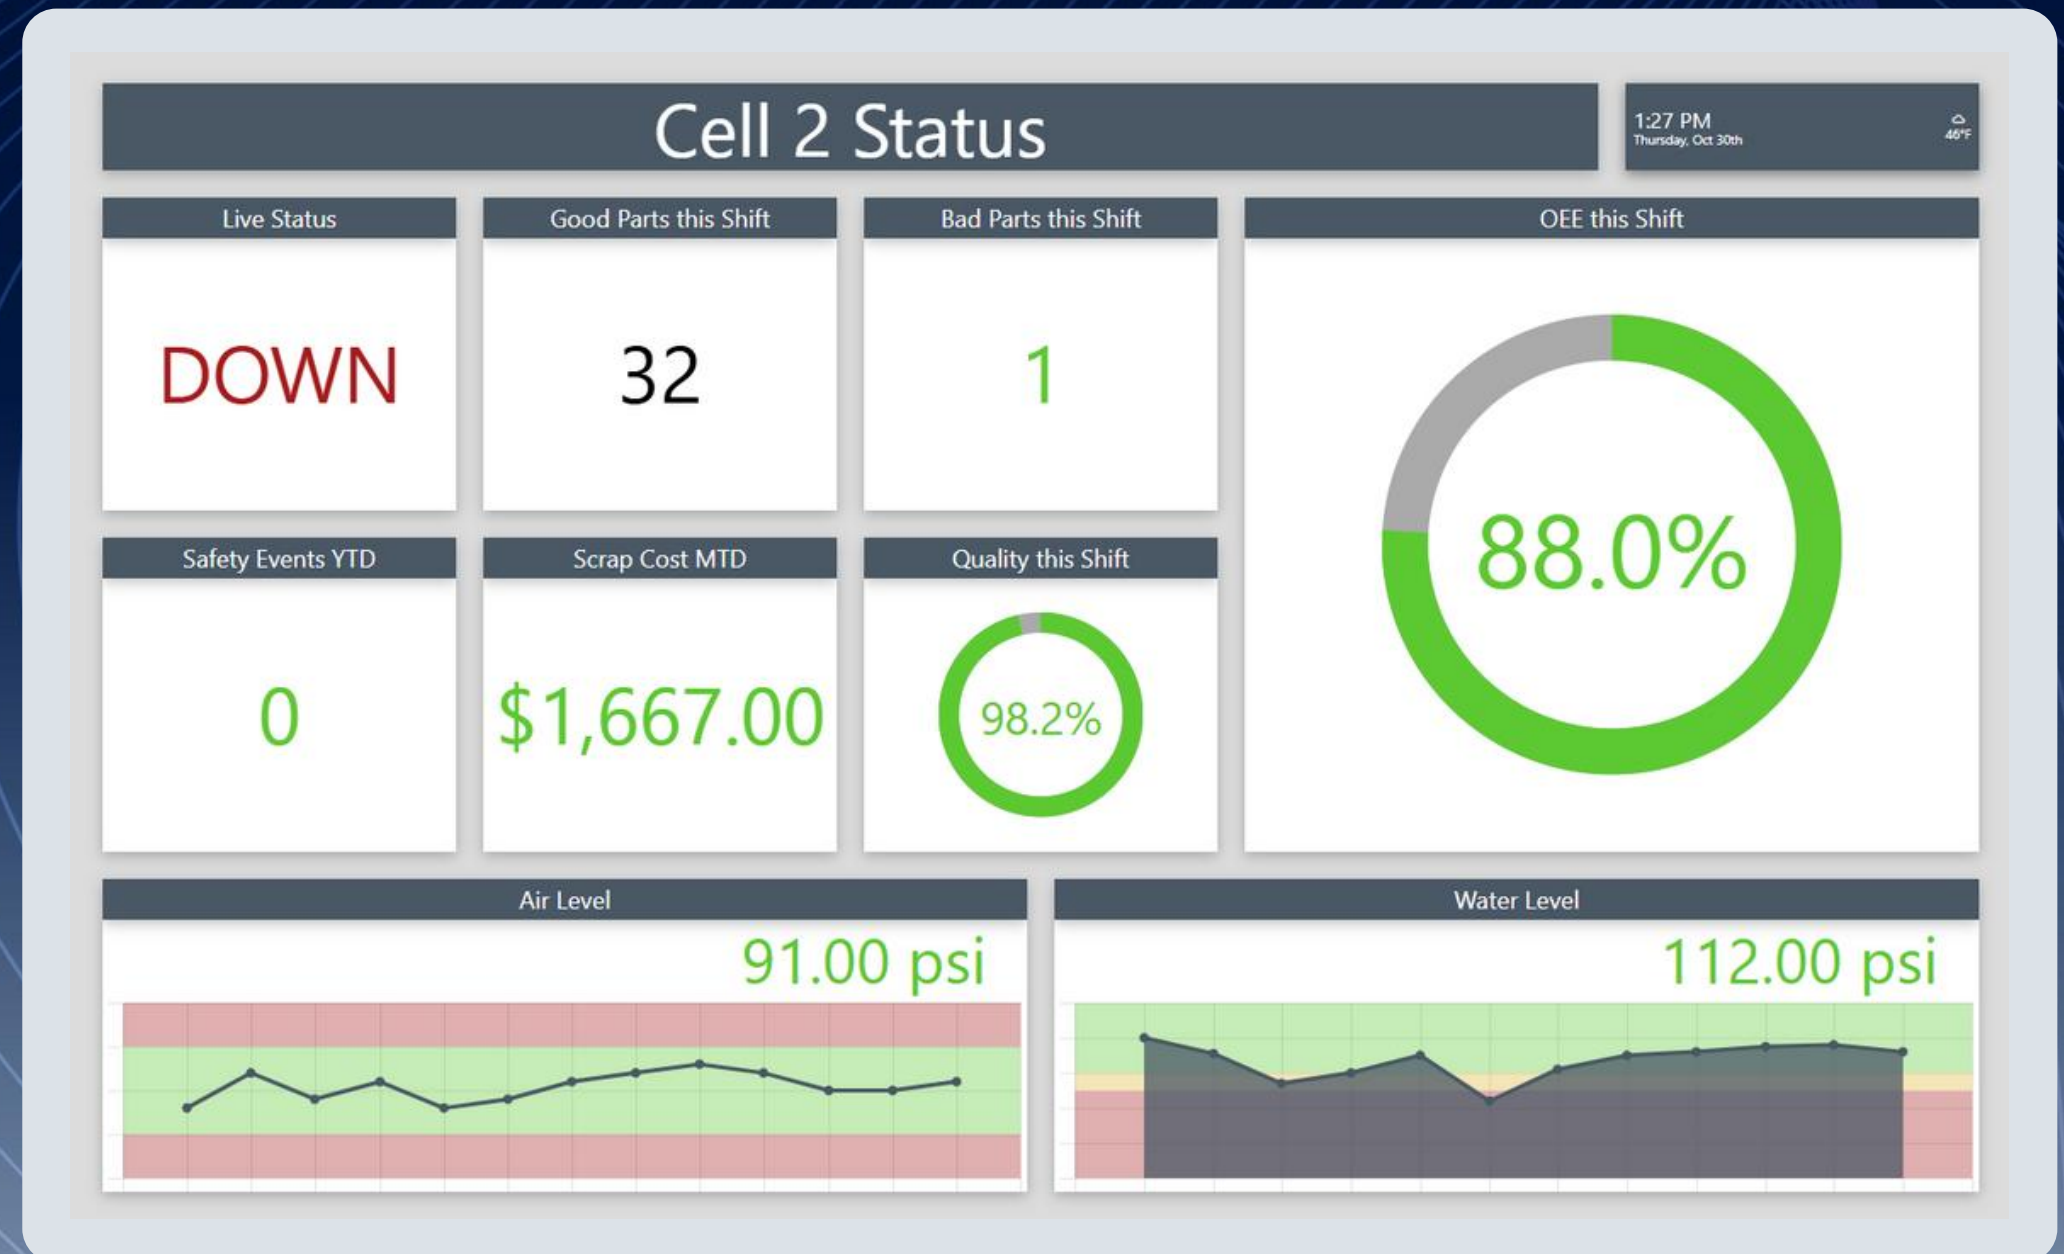 Cell 2 Status
1:27 PM
Thursday, Oct 30th
46°F
Live Status
Good Parts this Shift
Bad Parts this Shift
OEE this Shift
DOWN
32
1
88.0%
Safety Events YTD
Scrap Cost MTD
Quality this Shift
0
$1,667.00
98.2%
Air Level
Water Level
91.00 psi
112.00 psi